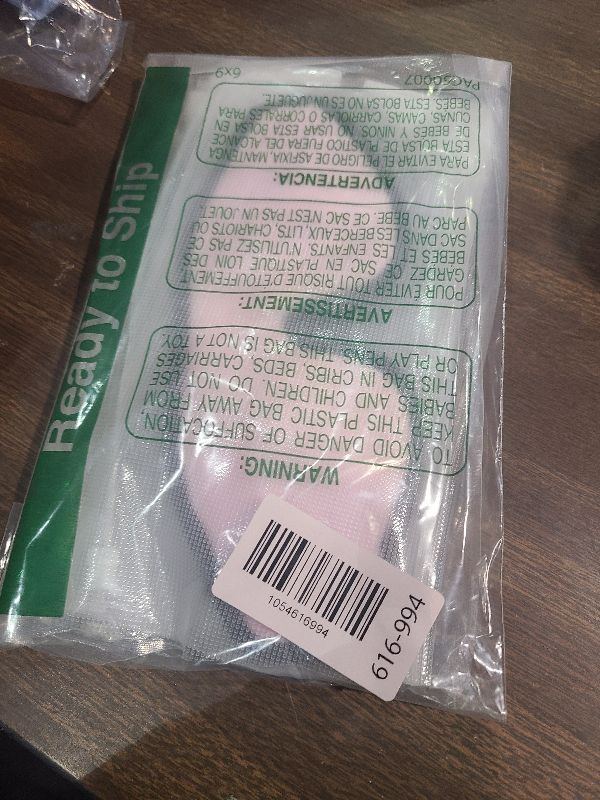 Ready to Ship
WARNING:
TO AVOID DANGER OF SUFFOCATION,
KEEP THIS PLASTIC BAG AWAY FROM
BABIES AND CHILDREN. DO NOT USE
THIS BAG IN CRIBS, BEDS, CARRIAGES
OR PLAY PENS. THIS BAG IS NOT A TOY.
AVERTISSEMENT:
POUR ÉVITER TOUT RISQUE D'ÉTOUFFEMENT
GARDEZ CE SAC EN PLASTIQUE LOIN DES
BÉBÉS ET LES ENFANTS. N'UTILISEZ PAS CE
SAC DANS LES BERCEAUX, LITS, CHARIOTS OU
PARC AU BÉBÉ. CE SAC N'EST PAS UN JOUET.
ADVERTENCIA:
PARA EVITAR EL PELIGRO DE ASFIXIA, MANTENGA
ESTA BOLSA DE PLASTICO FUERA DEL ALCANCE
DE BEBES Y NINOS. NO USAR ESTA BOLSA EN
CUNAS, CAMAS, CARRIOLAS O CORRALES PARA
BEBES. ESTA BOLSA NO ES UN JUGUETE.
PAC50007
6x9
1054616994
616-994